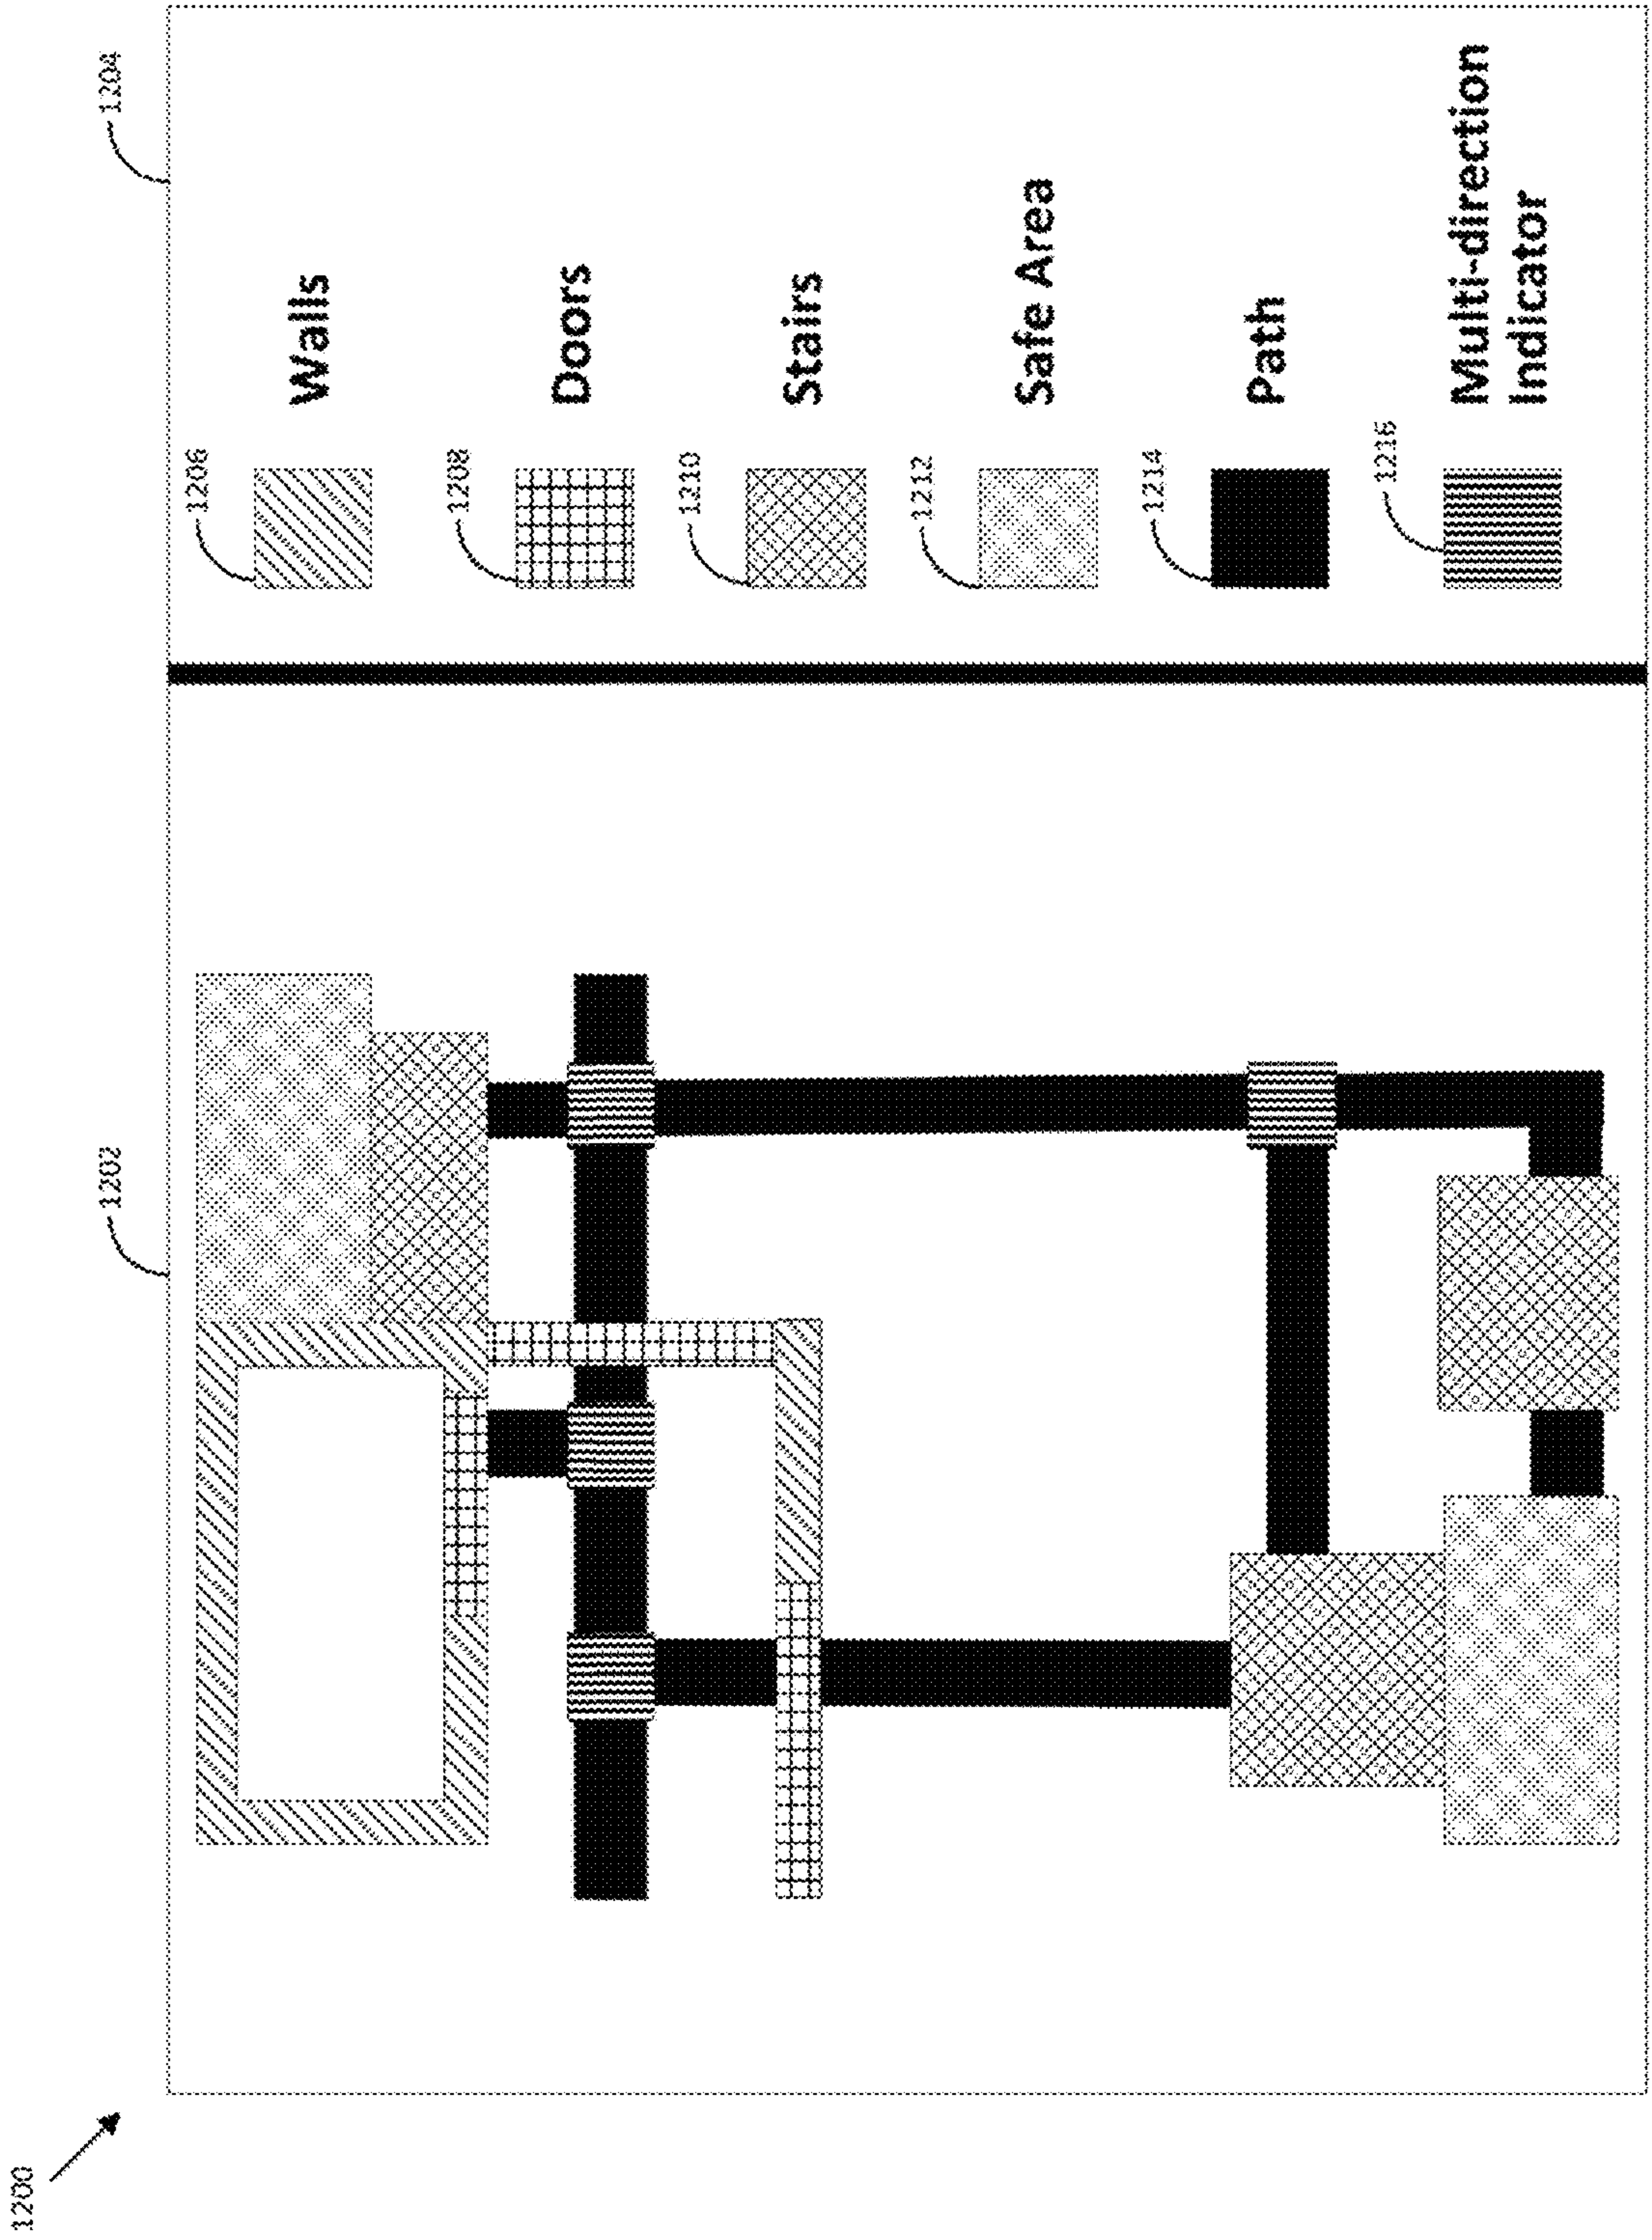 1200
1202
1204
1206
Walls
1208
Doors
1210
Stairs
1212
Safe Area
1214
Path
1216
Multi-direction
Indicator